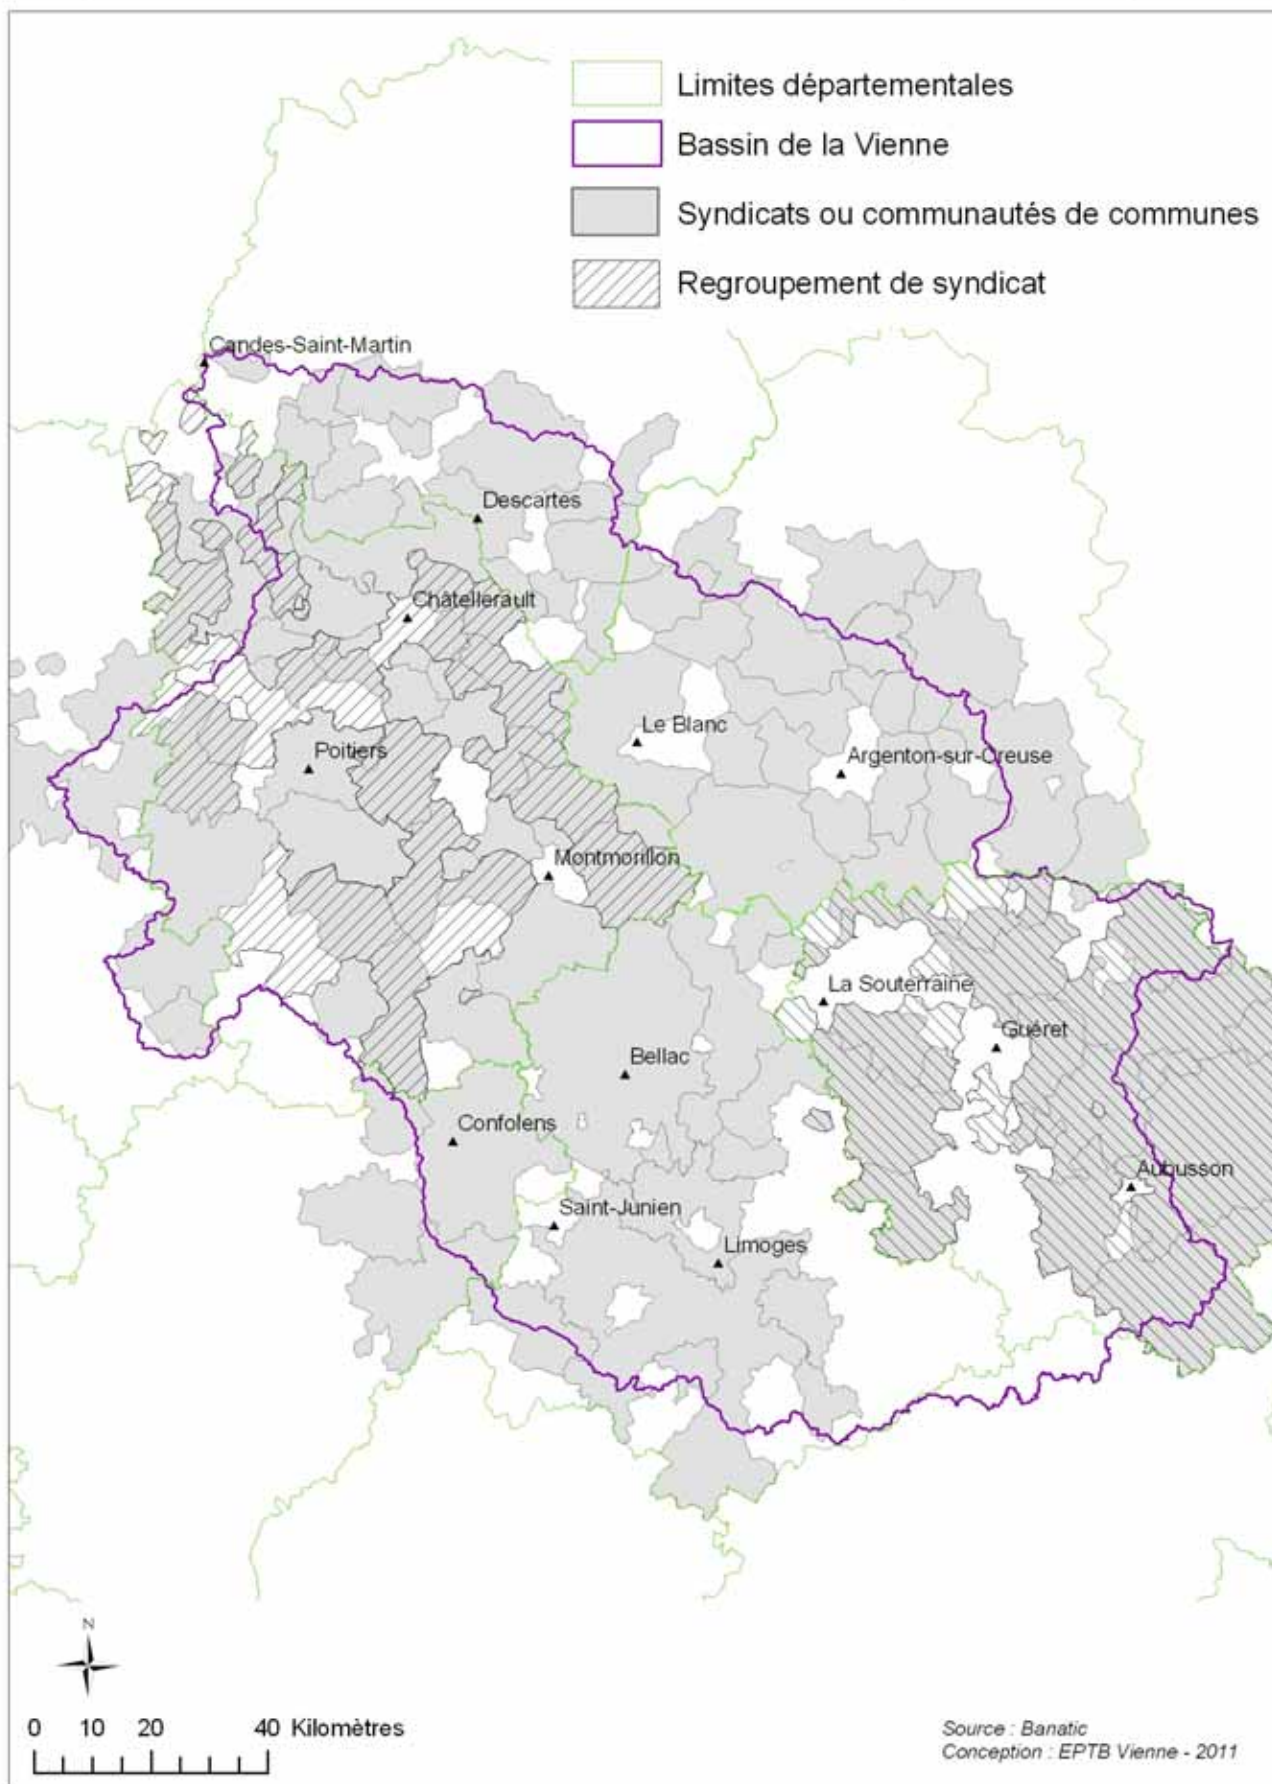 Limites départementales
Bassin de la Vienne
Syndicats ou communautés de communes
Regroupement de syndicat
Candes-Saint-Martin
Descartes
Châtellerault
Le Blanc
Poitiers
Argenton-sur-Creuse
Montmorillon
La Souterraine
Guéret
Bellac
Confolens
Aubusson
Saint-Junien
Limoges
N
0 10 20 40 Kilomètres
Source : Banatic
Conception : EPTB Vienne - 2011